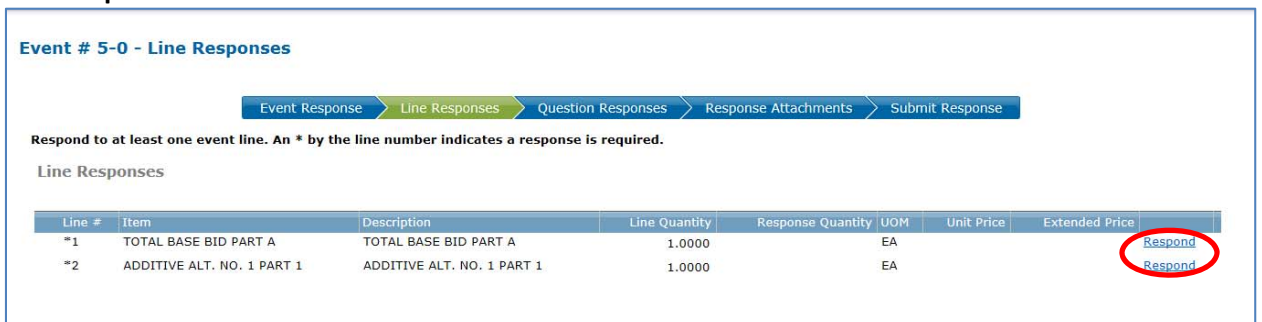 Event # 5-0 - Line Responses
Event Response Line Responses Question Responses Response Attachments Submit Response
Respond to at least one event line. An * by the line number indicates a response is required.
Line Responses
Line # Item Description Line Quantity Response Quantity UOM Unit Price Extended Price
*1 TOTAL BASE BID PART A TOTAL BASE BID PART A 1.0000 EA Respond
*2 ADDITIVE ALT. NO. 1 PART 1 ADDITIVE ALT. NO. 1 PART 1 1.0000 EA Respond